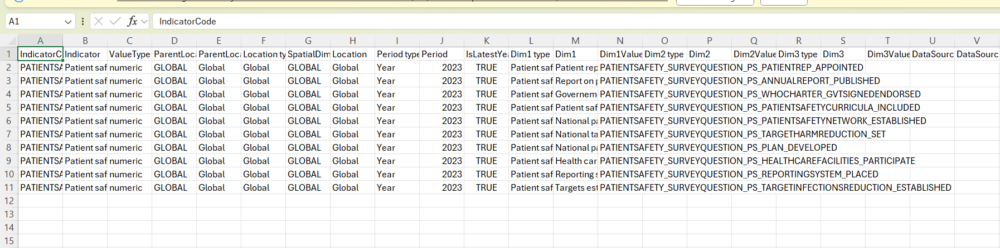 A1 fx IndicatorCode
A B C D E F G H I J K L M N O P Q R S T U V
1 IndicatorC Indicator ValueType ParentLoc ParentLoc Location ty SpatialDim Location Period type Period IsLatestYea Dim1 type Dim1 Dim1Value Dim2 type Dim2 Dim2Value Dim3 type Dim3 Dim3Value DataSourc DataSourc
2 PATIENTSA Patient saf numeric GLOBAL Global Global GLOBAL Global Year 2023 TRUE Patient saf Patient rep PATIENTSAFETY_SURVEYQUESTION_PS_PATIENTREP_APPOINTED
3 PATIENTSA Patient saf numeric GLOBAL Global Global GLOBAL Global Year 2023 TRUE Patient saf Report on p PATIENTSAFETY_SURVEYQUESTION_PS_ANNUALREPORT_PUBLISHED
4 PATIENTSA Patient saf numeric GLOBAL Global Global GLOBAL Global Year 2023 TRUE Patient saf Governem PATIENTSAFETY_SURVEYQUESTION_PS_WHOCHARTER_GVTSIGNEDENDORSED
5 PATIENTSA Patient saf numeric GLOBAL Global Global GLOBAL Global Year 2023 TRUE Patient saf Patient saf PATIENTSAFETY_SURVEYQUESTION_PS_PATIENTSAFETYCURRICULA_INCLUDED
6 PATIENTSA Patient saf numeric GLOBAL Global Global GLOBAL Global Year 2023 TRUE Patient saf National pa PATIENTSAFETY_SURVEYQUESTION_PS_PATIENTSAFETYNETWORK_ESTABLISHED
7 PATIENTSA Patient saf numeric GLOBAL Global Global GLOBAL Global Year 2023 TRUE Patient saf National ta PATIENTSAFETY_SURVEYQUESTION_PS_TARGETHARMREDUCTION_SET
8 PATIENTSA Patient saf numeric GLOBAL Global Global GLOBAL Global Year 2023 TRUE Patient saf National pa PATIENTSAFETY_SURVEYQUESTION_PS_PLAN_DEVELOPED
9 PATIENTSA Patient saf numeric GLOBAL Global Global GLOBAL Global Year 2023 TRUE Patient saf Health car PATIENTSAFETY_SURVEYQUESTION_PS_HEALTHCAREFACILITIES_PARTICIPATE
10 PATIENTSA Patient saf numeric GLOBAL Global Global GLOBAL Global Year 2023 TRUE Patient saf Reporting s PATIENTSAFETY_SURVEYQUESTION_PS_REPORTINGSYSTEM_PLACED
11 PATIENTSA Patient saf numeric GLOBAL Global Global GLOBAL Global Year 2023 TRUE Patient saf Targets est PATIENTSAFETY_SURVEYQUESTION_PS_TARGETINFECTIONSREDUCTION_ESTABLISHED
12
13
14
15